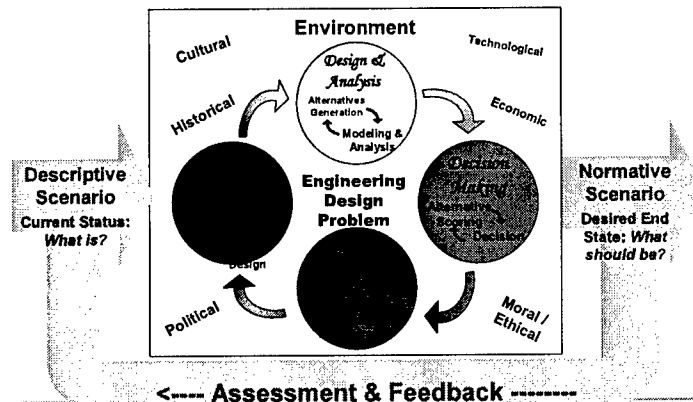 Environment
Cultural
Technological
Design &
Analysis
Alternatives
Generation
Modeling &
Analysis
Historical
Economic
Descriptive
Scenario
Current Status:
What is?
Engineering
Design
Problem
Decision
Making
Alternative
Scoring
Decision
Normative
Scenario
Desired End
State: What
should be?
Design
Political
Moral /
Ethical
<---- Assessment & Feedback --------